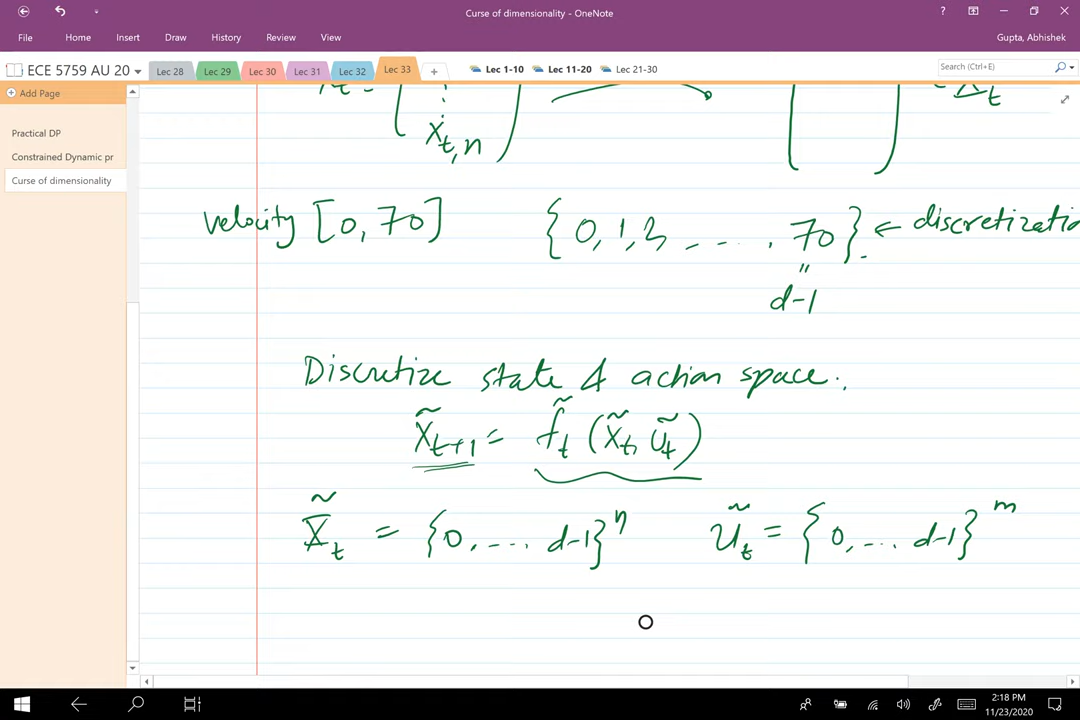 Curse of dimensionality - OneNote
? Gupta, Abhishek
File Home Insert Draw History Review View
ECE 5759 AU 20 Lec 28 Lec 29 Lec 30 Lec 31 Lec 32 Lec 33 + Lec 1-10 Lec 11-20 Lec 21-30 Search (Ctrl+E)
Add Page
Practical DP
Constrained Dynamic pr
Curse of dimensionality
⋮
x_{t,n}
velocity [0, 70] {0, 1, 2, ..... 70} ← discretization
"
d-1
Discretize state & action space.
x̃_{t+1} = f̃_t (x̃_t, ũ_t)
X̃_t = {0, .... d-1}^n Ũ_t = {0, .... d-1}^m
2:18 PM
11/23/2020